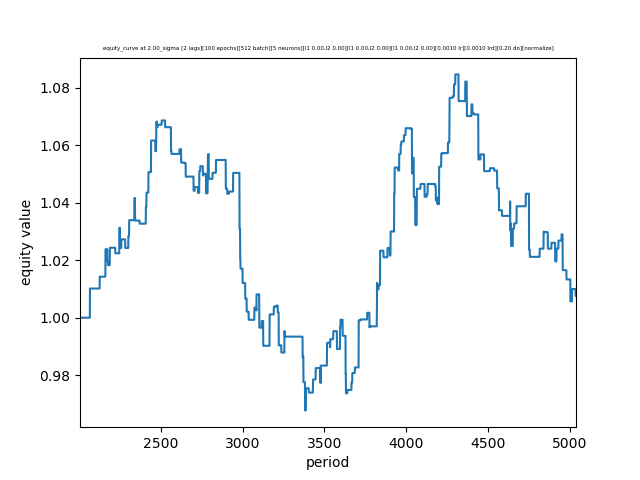 equity_curve at 2.00_sigma [2 lags][100 epochs][512 batch][5 neurons][l1 0.00,l2 0.00][l1 0.00,l2 0.00][l1 0.00,l2 0.00][0.0010 lr][0.0010 lrd][0.20 do][normalize]
1.08
1.06
1.04
1.02
1.00
0.98
equity value
2500 3000 3500 4000 4500 5000
period